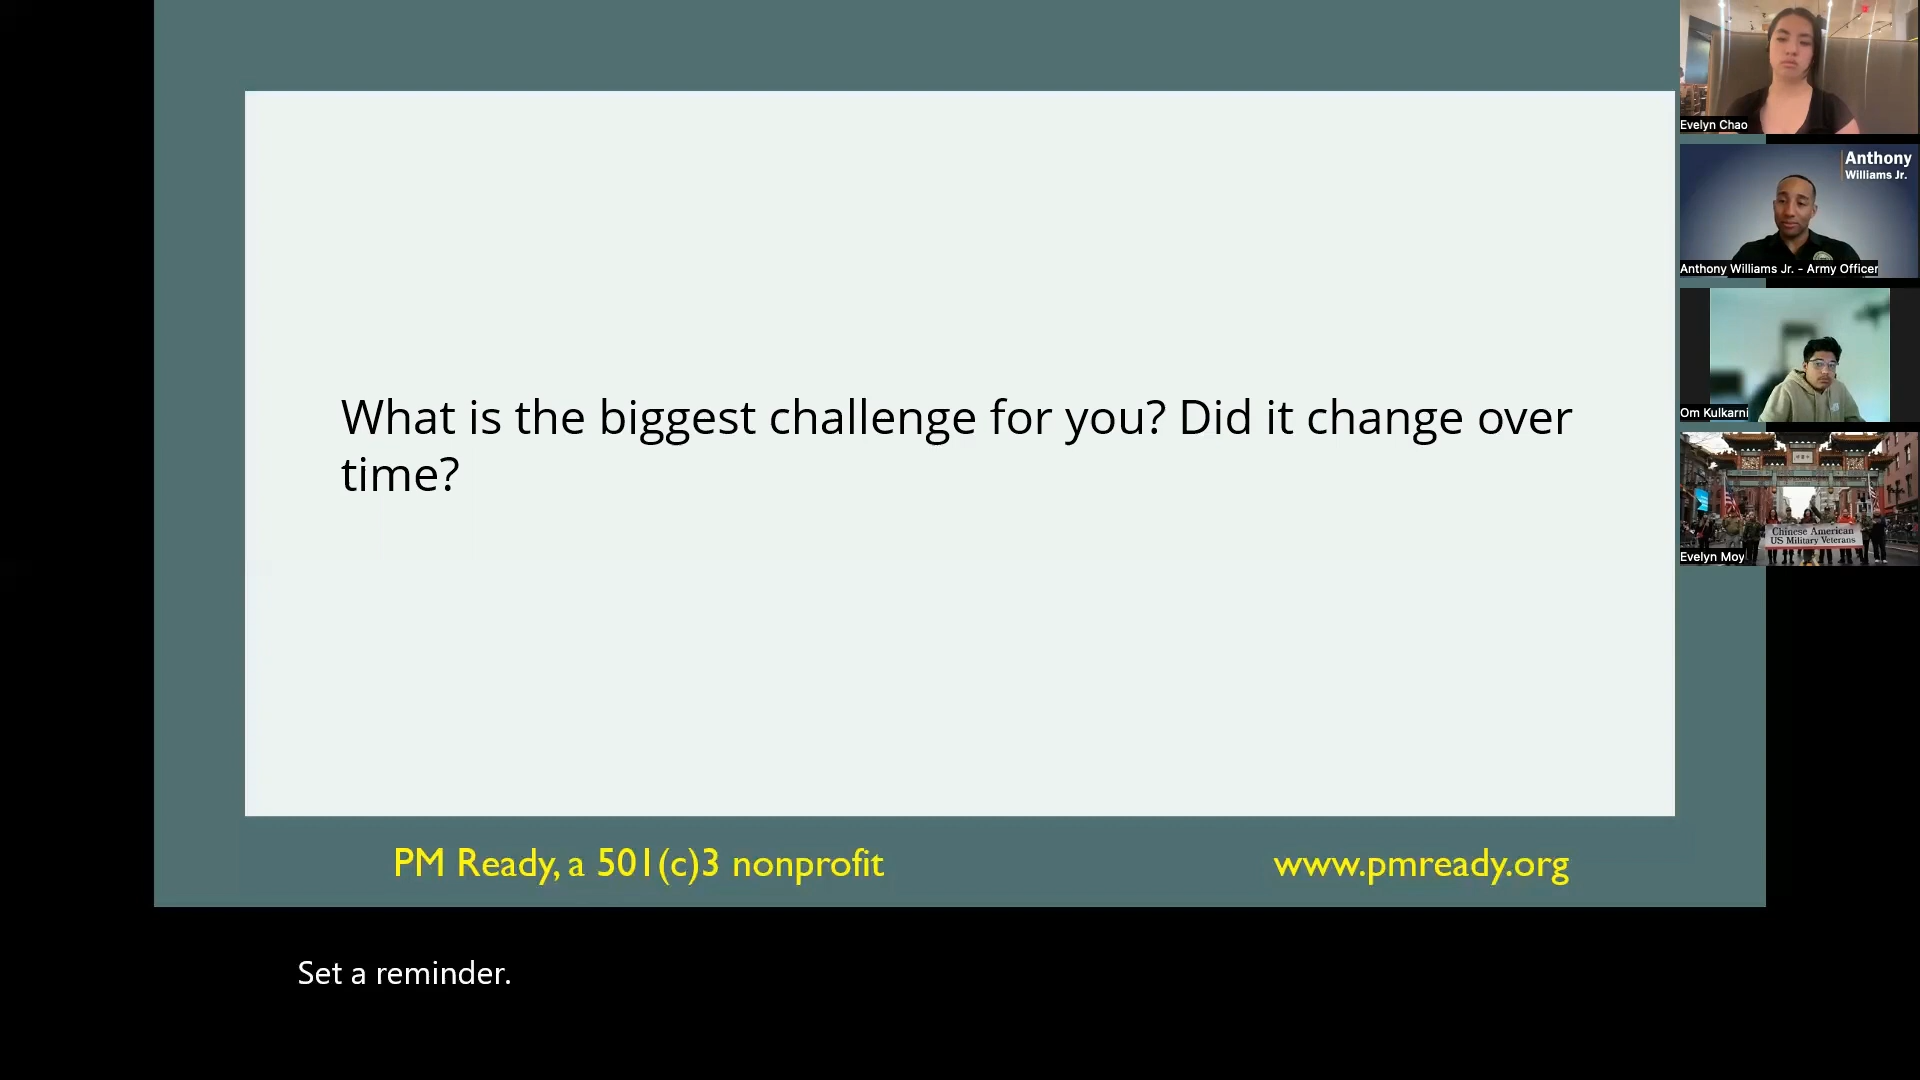 What is the biggest challenge for you? Did it change over
time?
PM Ready, a 501(c)3 nonprofit
www.pmready.org
Set a reminder.
Evelyn Chao
Anthony
Williams Jr.
Anthony Williams Jr. - Army Officer
Om Kulkarni
Chinese American
US Military Veterans
Evelyn Moy